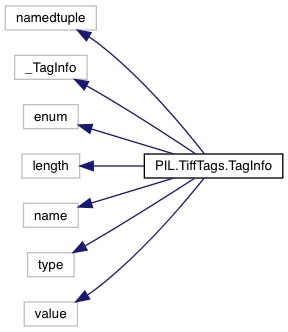 namedtuple
_TagInfo
enum
length
PIL.TiffTags.TagInfo
name
type
value